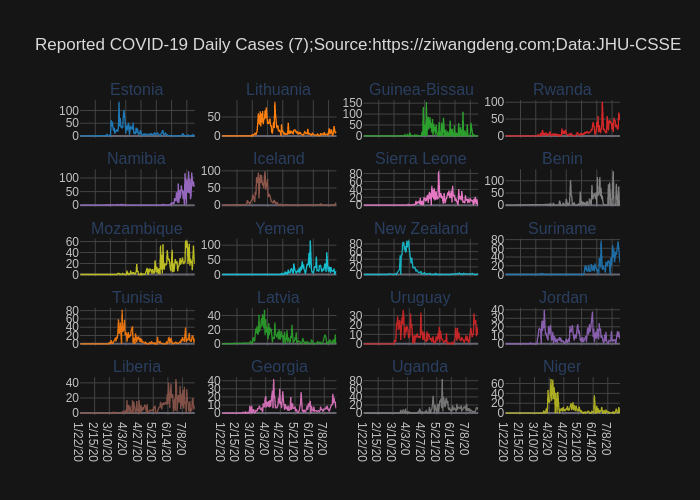 Reported COVID-19 Daily Cases (7);Source:https://ziwangdeng.com;Data:JHU-CSSE
Estonia Lithuania Guinea-Bissau Rwanda
100 50 0
50 0
150 100 50 0
100 50 0
Namibia Iceland Sierra Leone Benin
100 50 0
100 50 0
80 60 40 20 0
100 50 0
Mozambique Yemen New Zealand Suriname
60 40 20 0
100 50 0
80 60 40 20 0
80 60 40 20 0
Tunisia Latvia Uruguay Jordan
80 60 40 20 0
40 20 0
30 20 10 0
40 30 20 10 0
Liberia Georgia Uganda Niger
40 20 0
40 30 20 10 0
80 60 40 20 0
60 40 20 0
1/22/20 2/15/20 3/10/20 4/3/20 4/27/20 5/21/20 6/14/20 7/8/20
1/22/20 2/15/20 3/10/20 4/3/20 4/27/20 5/21/20 6/14/20 7/8/20
1/22/20 2/15/20 3/10/20 4/3/20 4/27/20 5/21/20 6/14/20 7/8/20
1/22/20 2/15/20 3/10/20 4/3/20 4/27/20 5/21/20 6/14/20 7/8/20